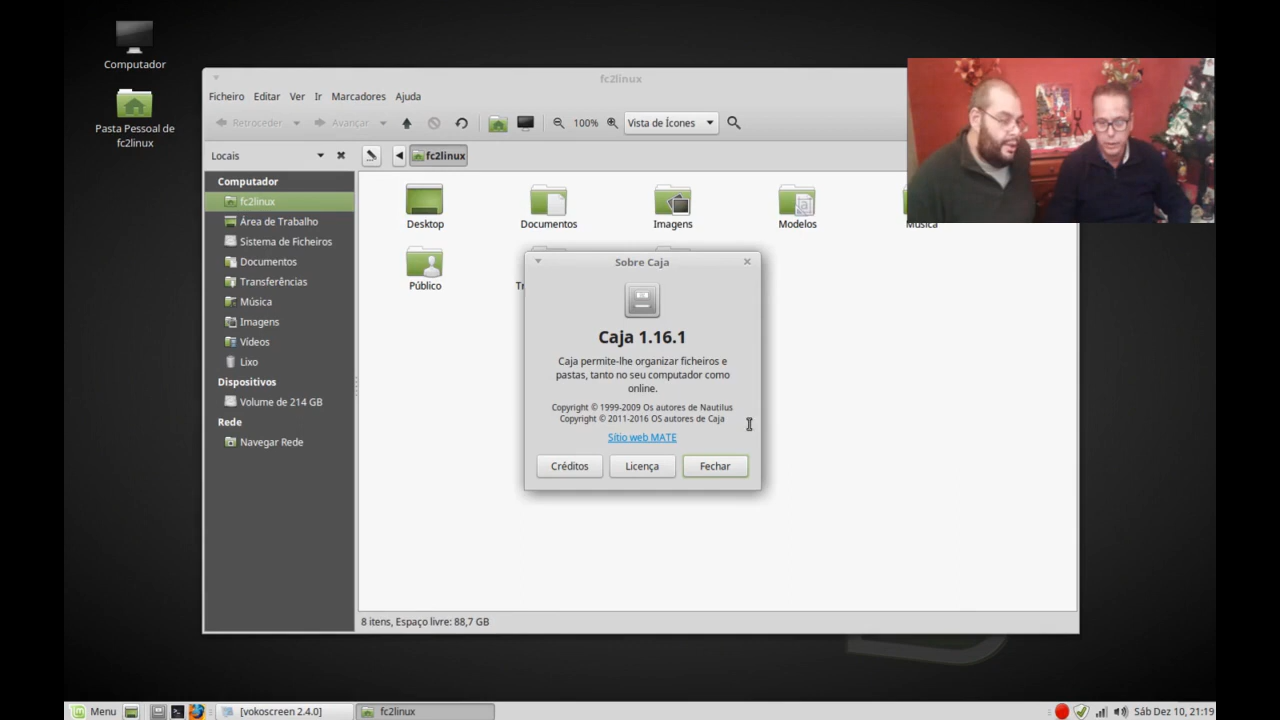 Computador
Pasta Pessoal de
fc2linux
fc2linux
Ficheiro Editar Ver Ir Marcadores Ajuda
Retroceder Avançar 100% Vista de Ícones
Locais fc2linux
Computador
fc2linux
Área de Trabalho
Sistema de Ficheiros
Documentos
Transferências
Música
Imagens
Vídeos
Lixo
Dispositivos
Volume de 214 GB
Rede
Navegar Rede
Desktop Documentos Imagens Modelos Música
Público Tr
Sobre Caja
Caja 1.16.1
Caja permite-lhe organizar ficheiros e
pastas, tanto no seu computador como
online.
Copyright © 1999-2009 Os autores de Nautilus
Copyright © 2011-2016 OS autores de Caja
Sítio web MATE
Créditos Licença Fechar
8 itens, Espaço livre: 88,7 GB
Menu [vokoscreen 2.4.0] fc2linux Sáb Dez 10, 21:19